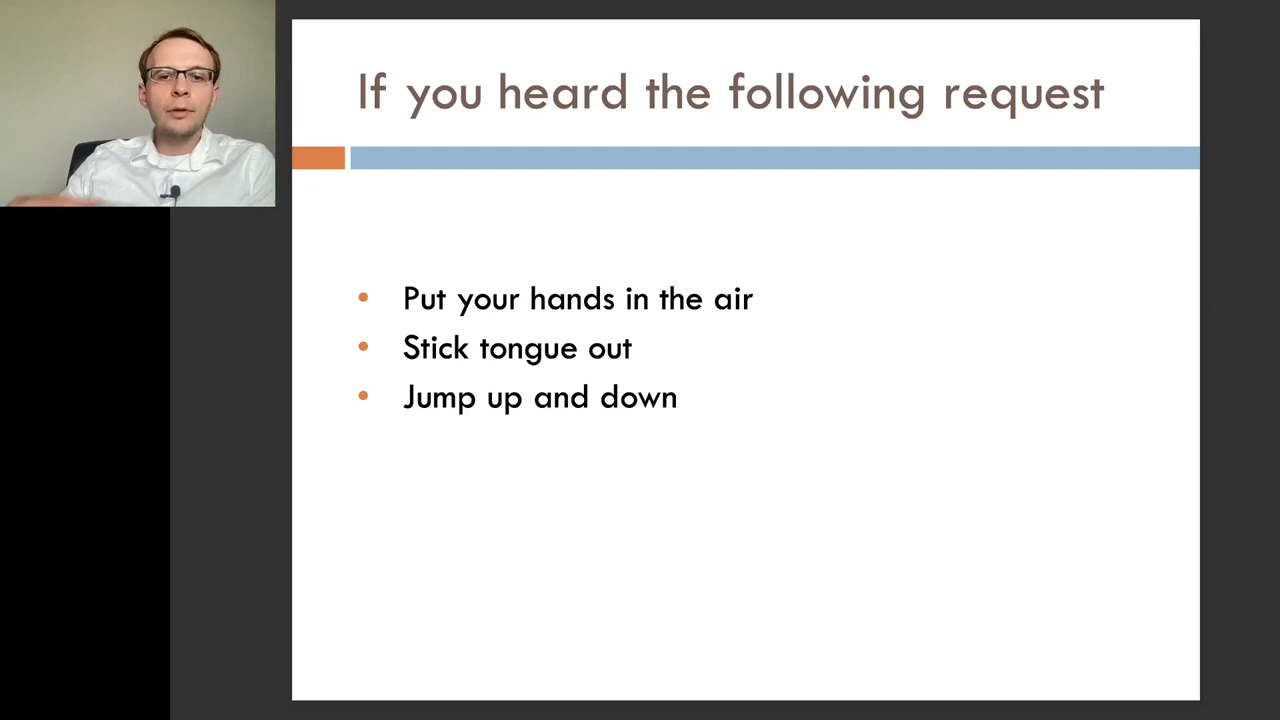 If you heard the following request
Put your hands in the air
Stick tongue out
Jump up and down